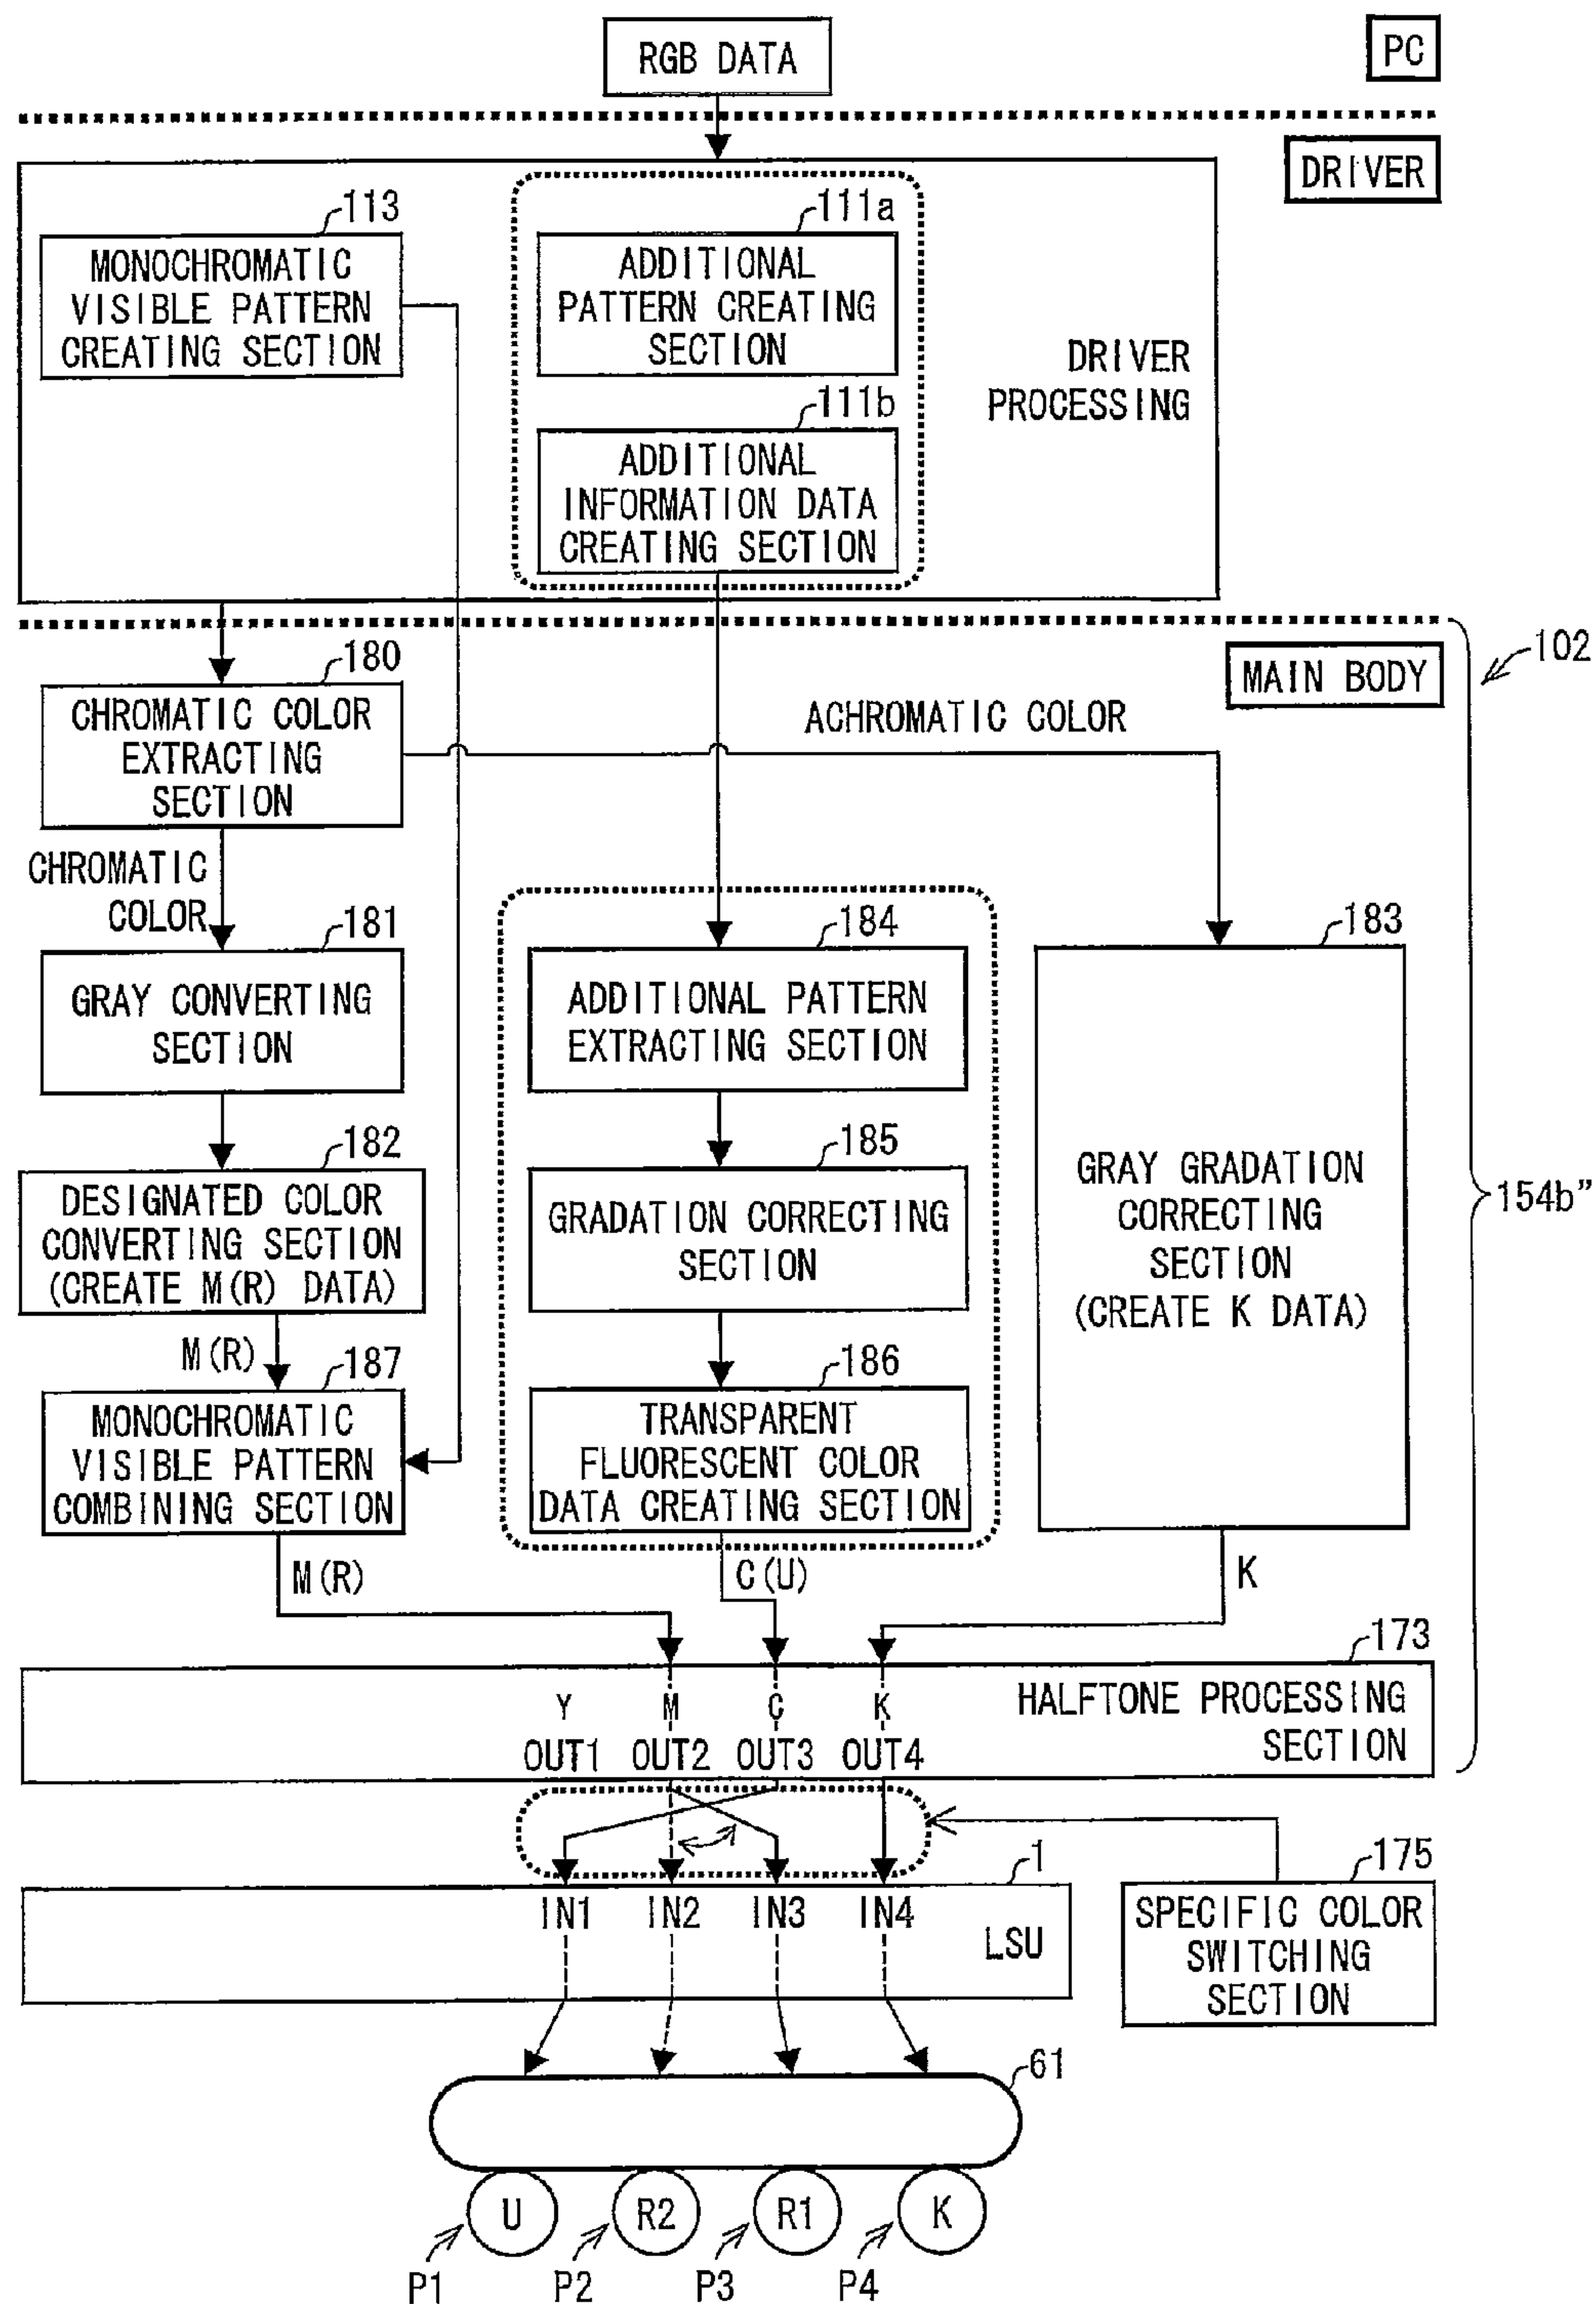 RGB DATA
PC
DRIVER
113
MONOCHROMATIC
VISIBLE PATTERN
CREATING SECTION
111a
ADDITIONAL
PATTERN CREATING
SECTION
111b
ADDITIONAL
INFORMATION DATA
CREATING SECTION
DRIVER
PROCESSING
102
MAIN BODY
180
CHROMATIC COLOR
EXTRACTING
SECTION
ACHROMATIC COLOR
CHROMATIC
COLOR
181
GRAY CONVERTING
SECTION
184
ADDITIONAL PATTERN
EXTRACTING SECTION
183
GRAY GRADATION
CORRECTING
SECTION
(CREATE K DATA)
154b"
182
DESIGNATED COLOR
CONVERTING SECTION
(CREATE M(R) DATA)
185
GRADATION CORRECTING
SECTION
M(R)
187
MONOCHROMATIC
VISIBLE PATTERN
COMBINING SECTION
186
TRANSPARENT
FLUORESCENT COLOR
DATA CREATING SECTION
M(R)
C(U)
K
173
Y M C K
OUT1 OUT2 OUT3 OUT4
HALFTONE PROCESSING
SECTION
1
IN1 IN2 IN3 IN4
LSU
175
SPECIFIC COLOR
SWITCHING
SECTION
61
U R2 R1 K
P1 P2 P3 P4